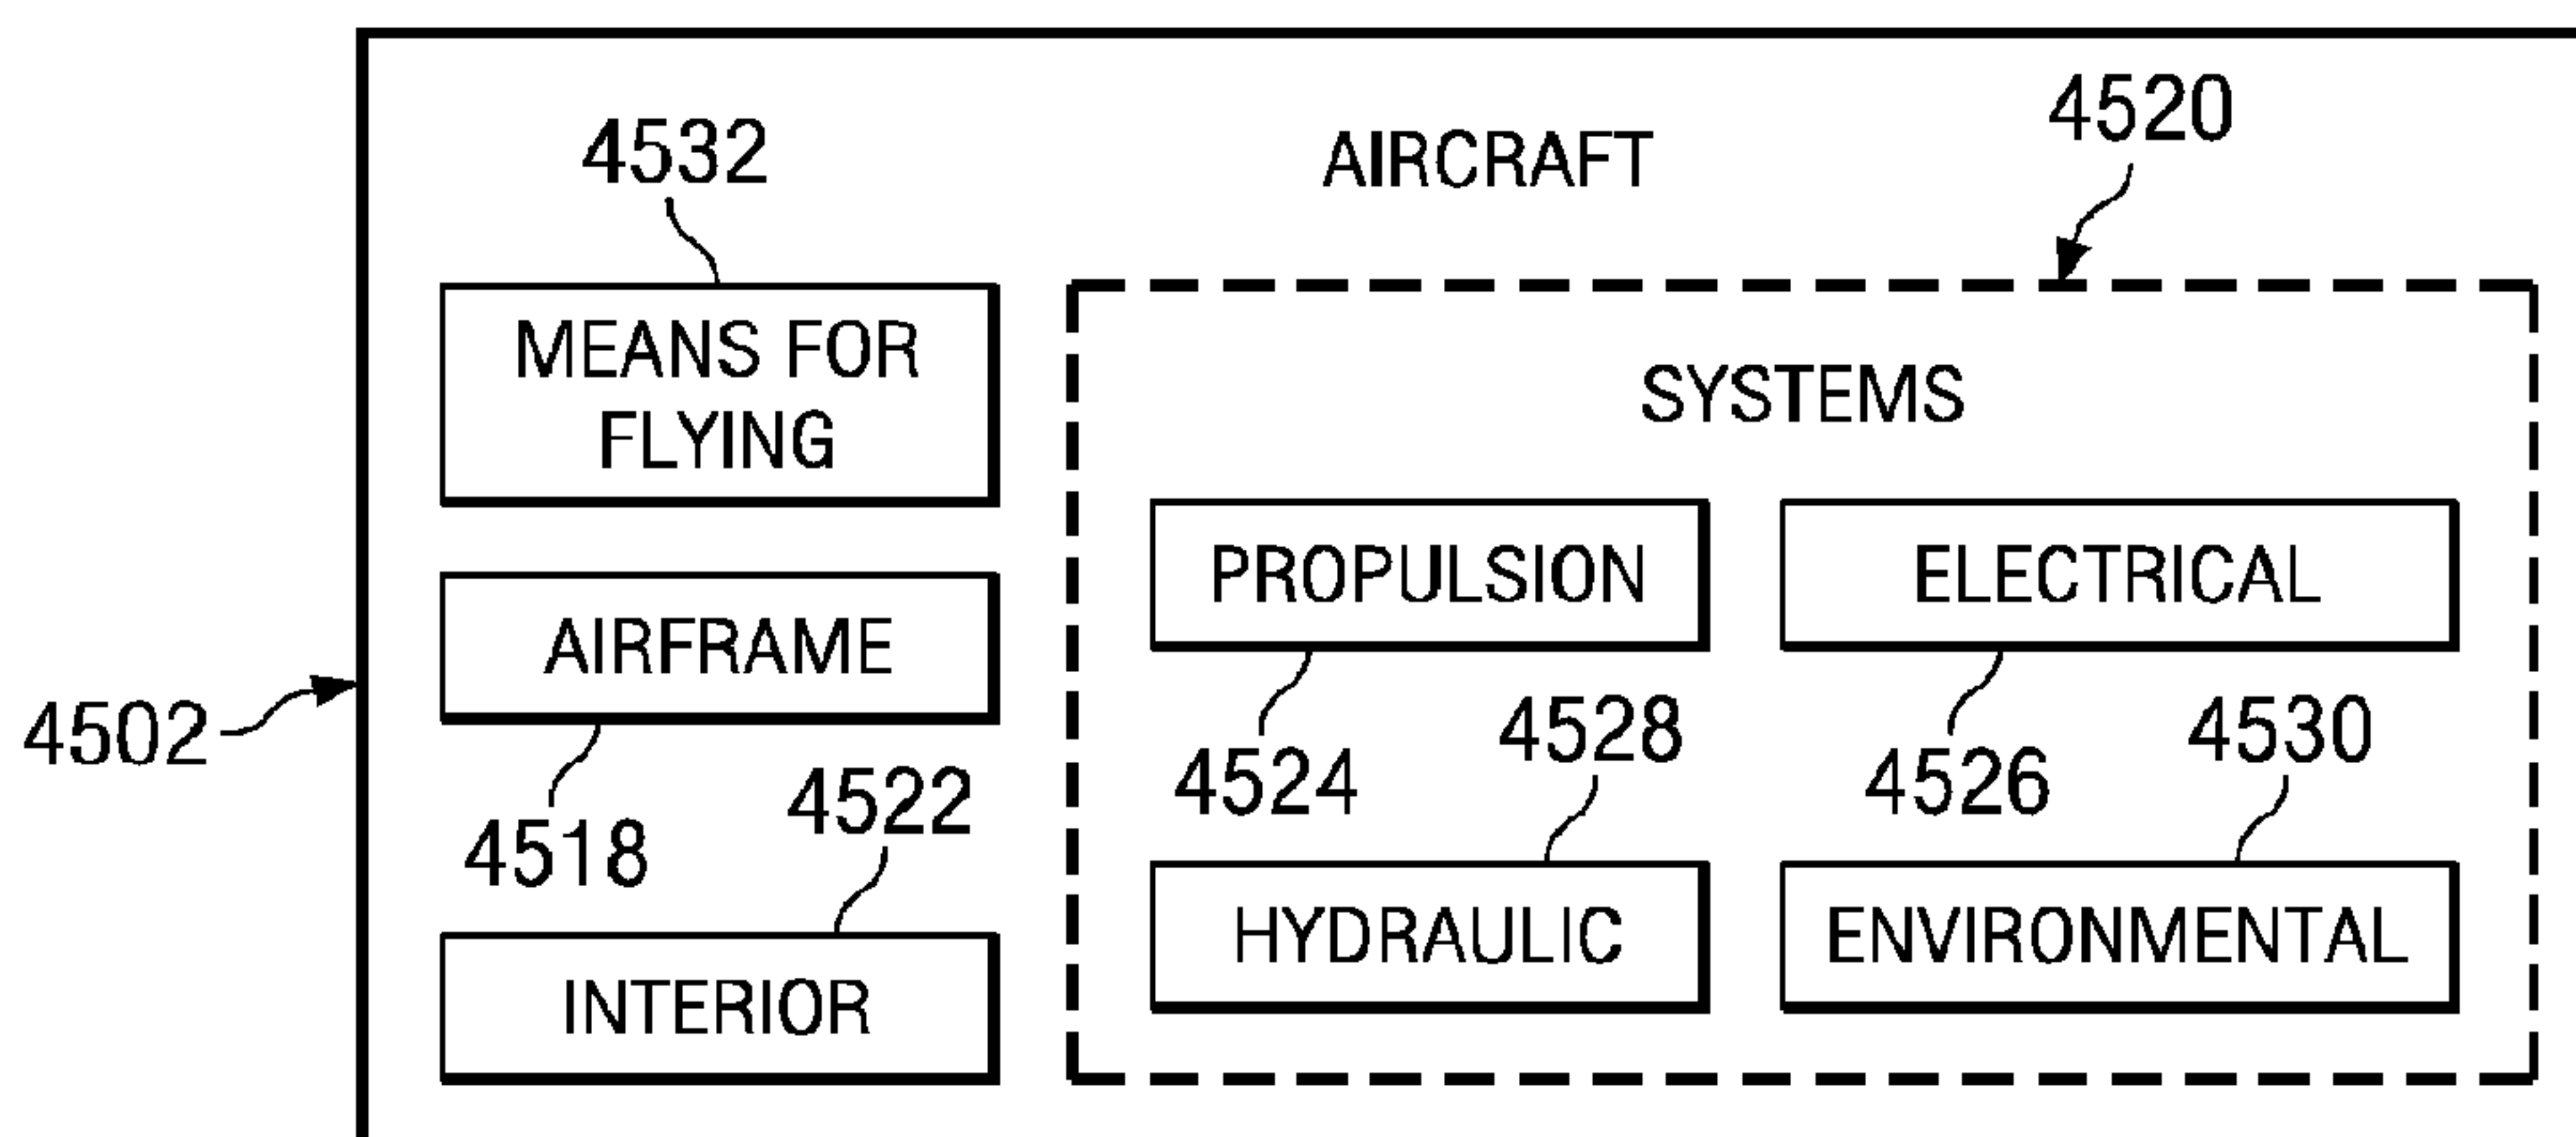 4520
4532
AIRCRAFT
MEANS FOR
FLYING
SYSTEMS
PROPULSION
ELECTRICAL
AIRFRAME
4502
4528
4530
4524
4526
4522
4518
HYDRAULIC
ENVIRONMENTAL
INTERIOR